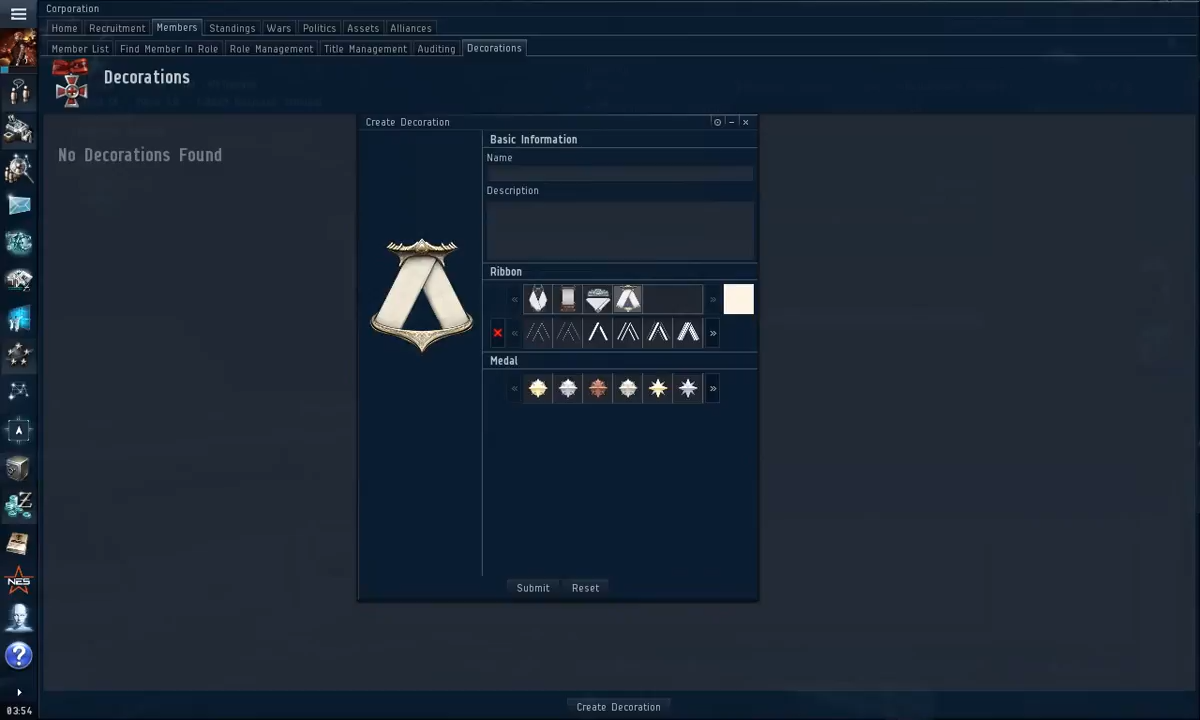 Corporation
Home Recruitment Members Standings Wars Politics Assets Alliances
Member List Find Member In Role Role Management Title Management Auditing Decorations
Decorations
No Decorations Found
Create Decoration
Basic Information
Name
Description
Ribbon
Medal
Submit Reset
NES
?
03:54
Create Decoration